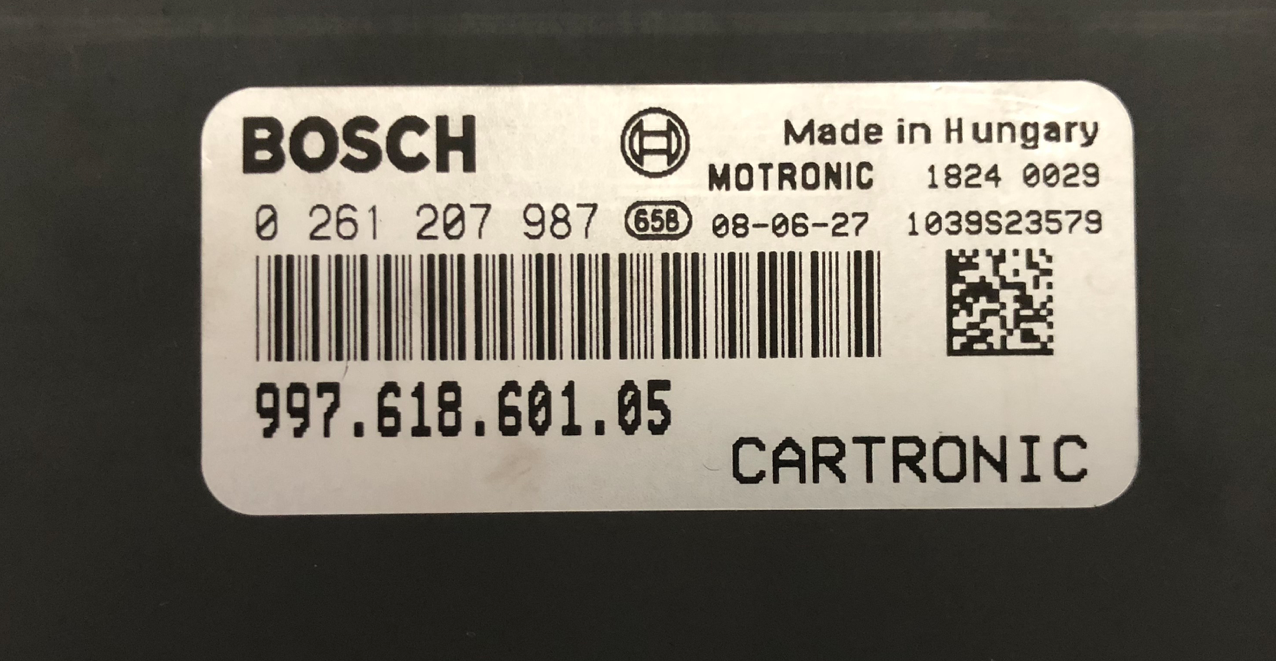 BOSCH Made in Hungary
MOTRONIC 1824 0029
0 261 207 987 65B 08-06-27 1039S23579
997.618.601.05
CARTRONIC